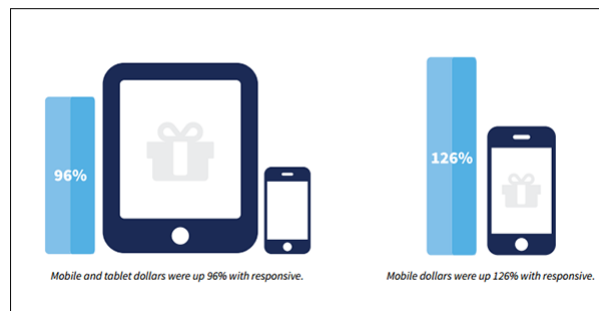 96%
126%
Mobile and tablet dollars were up 96% with responsive.
Mobile dollars were up 126% with responsive.